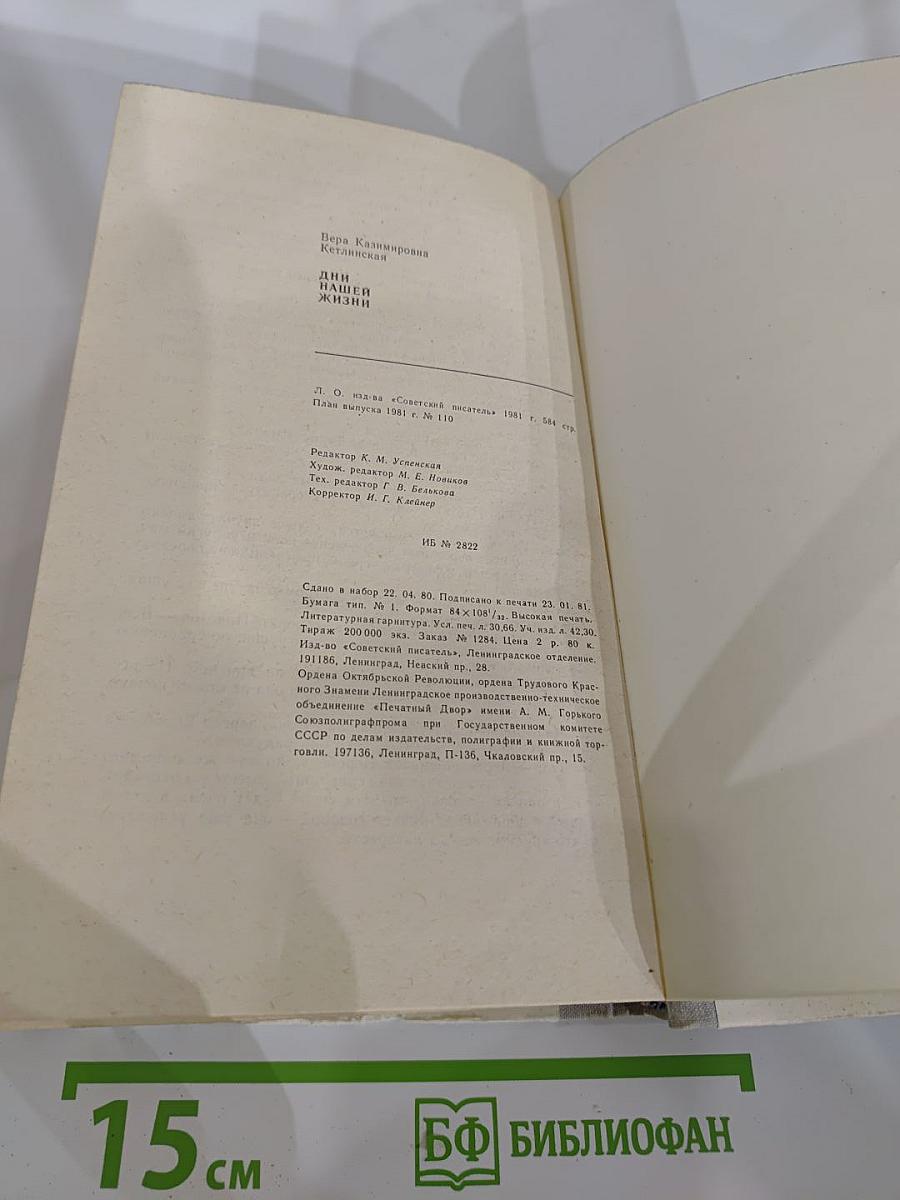 Вера Казимировна
Кетлинская
ДНИ
НАШЕЙ
ЖИЗНИ
Л. О. изд-ва «Советский писатель» 1981 г. 584 стр.
План выпуска 1981 г. № 110
Редактор К. М. Успенская
Худож. редактор М. Е. Новиков
Тех. редактор Г. В. Белькова
Корректор И. Г. Клейнер
ИБ № 2822
Сдано в набор 22. 04. 80. Подписано к печати 23. 01. 81.
Бумага тип. № 1. Формат 84×108¹/₃₂. Высокая печать.
Литературная гарнитура. Усл. печ. л. 30,66. Уч. изд. л. 42,30.
Тираж 200 000 экз. Заказ № 1284. Цена 2 р. 80 к.
Изд-во «Советский писатель», Ленинградское отделение.
191186, Ленинград, Невский пр., 28.
Ордена Октябрьской Революции, ордена Трудового Крас-
ного Знамени Ленинградское производственно-техническое
объединение «Печатный Двор» имени А. М. Горького
Союзполиграфпрома при Государственном комитете
СССР по делам издательств, полиграфии и книжной тор-
говли. 197136, Ленинград, П-136, Чкаловский пр., 15.
15 см
БФ БИБЛИОФАН